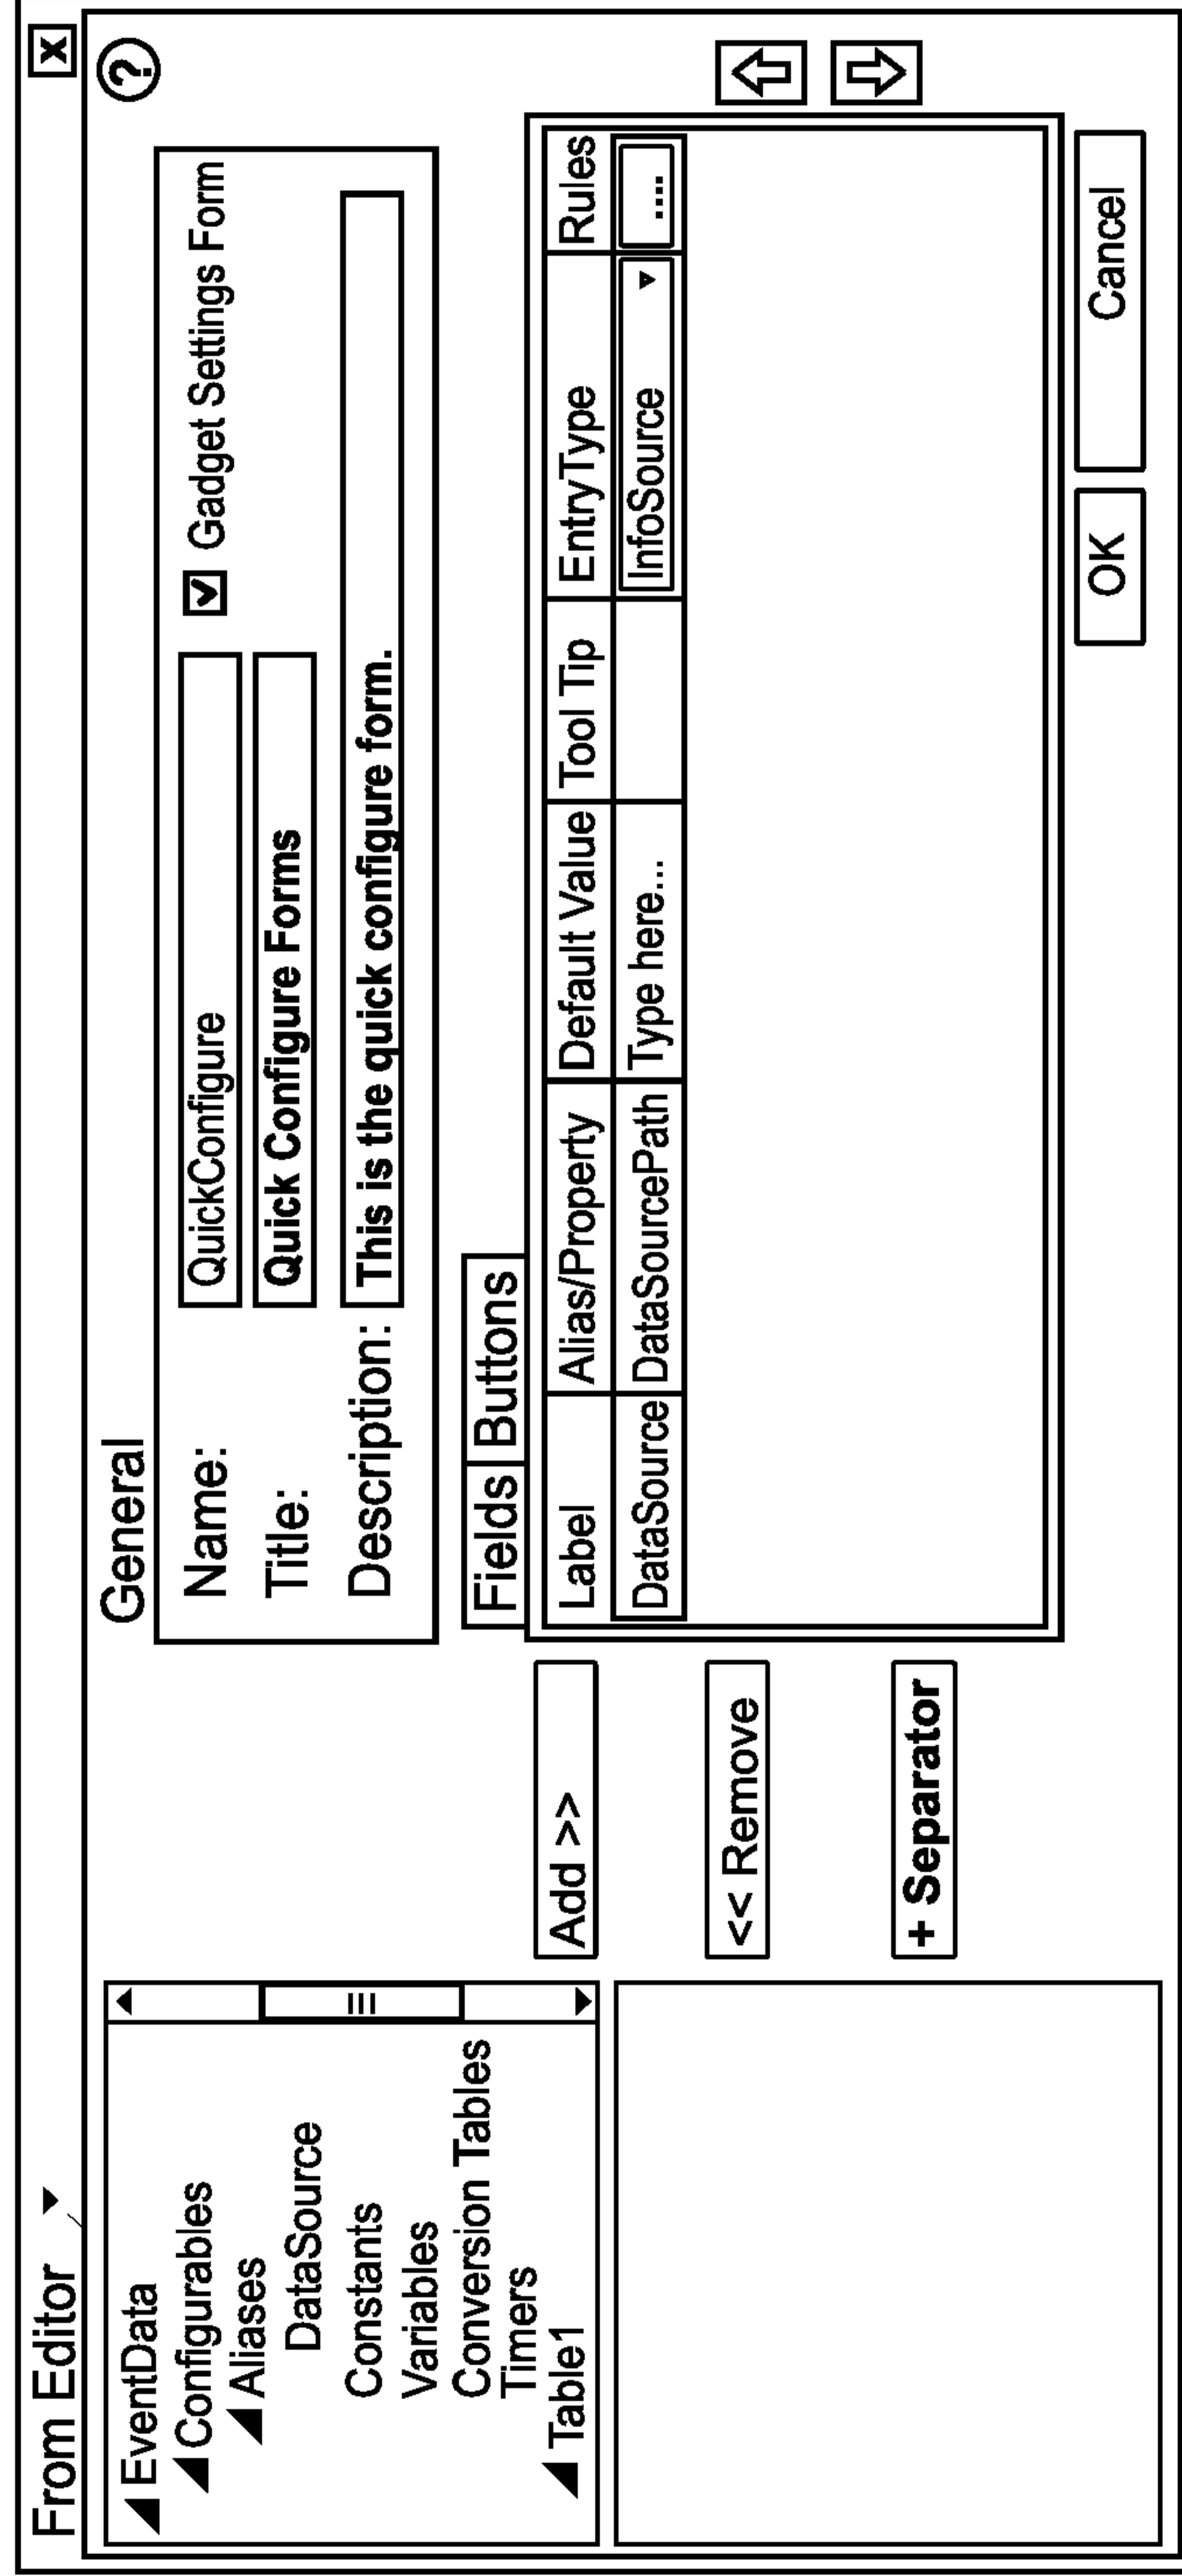 From Editor
X
?
EventData
Configurables
Aliases
DataSource
Constants
Variables
Conversion Tables
Timers
Table1
Add >>
<< Remove
+ Separator
General
Name: QuickConfigure Gadget Settings Form
Title: Quick Configure Forms
Description: This is the quick configure form.
Fields Buttons
Label Alias/Property Default Value Tool Tip EntryType Rules
DataSource DataSourcePath Type here... InfoSource ....
OK Cancel